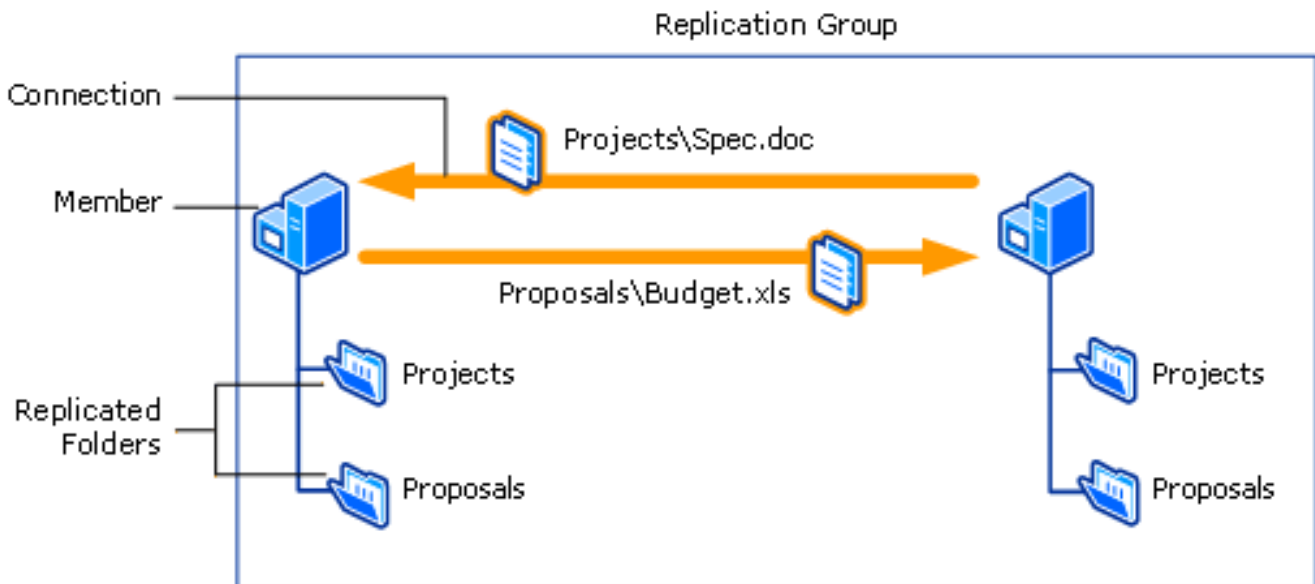 Replication Group
Connection
Projects\Spec.doc
Member
Proposals\Budget.xls
Projects
Projects
Replicated
Folders
Proposals
Proposals